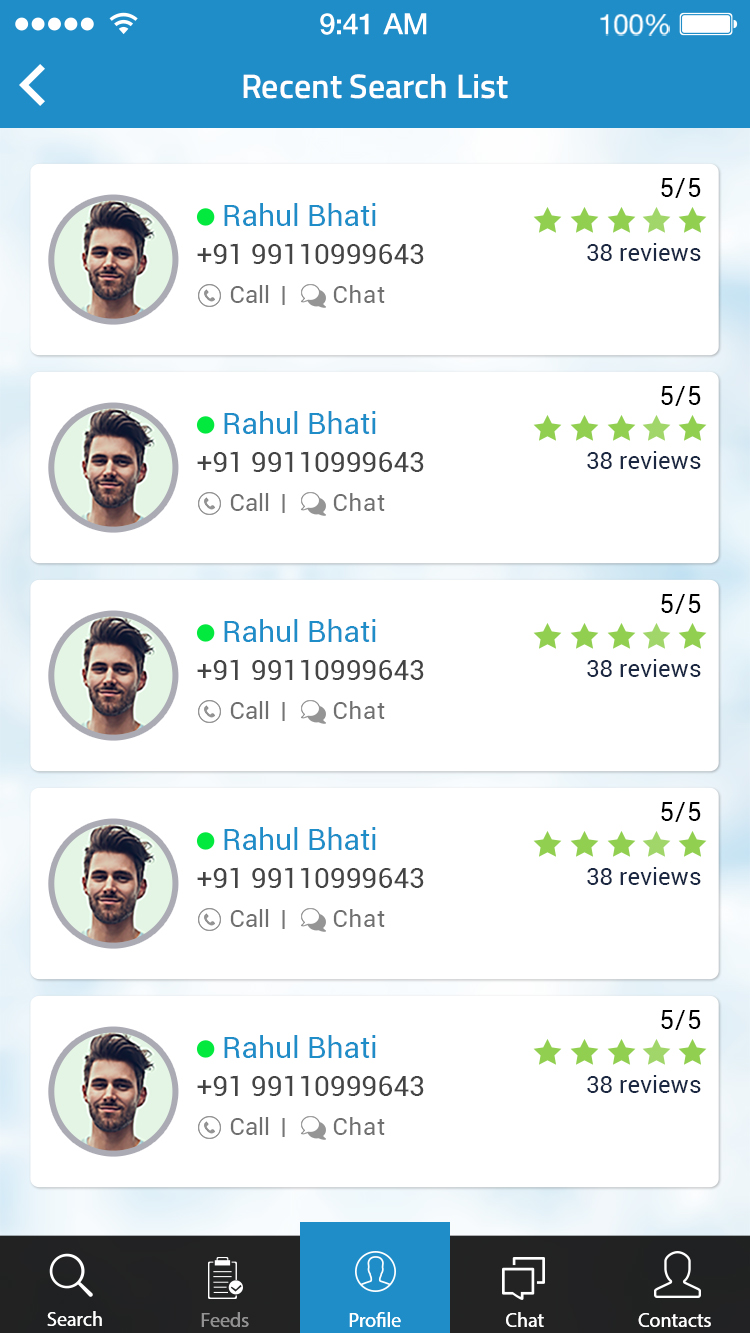 9:41 AM 100%
Recent Search List
5/5
Rahul Bhati
+91 99110999643
38 reviews
Call | Chat
5/5
Rahul Bhati
+91 99110999643
38 reviews
Call | Chat
5/5
Rahul Bhati
+91 99110999643
38 reviews
Call | Chat
5/5
Rahul Bhati
+91 99110999643
38 reviews
Call | Chat
5/5
Rahul Bhati
+91 99110999643
38 reviews
Call | Chat
Search Feeds Profile Chat Contacts